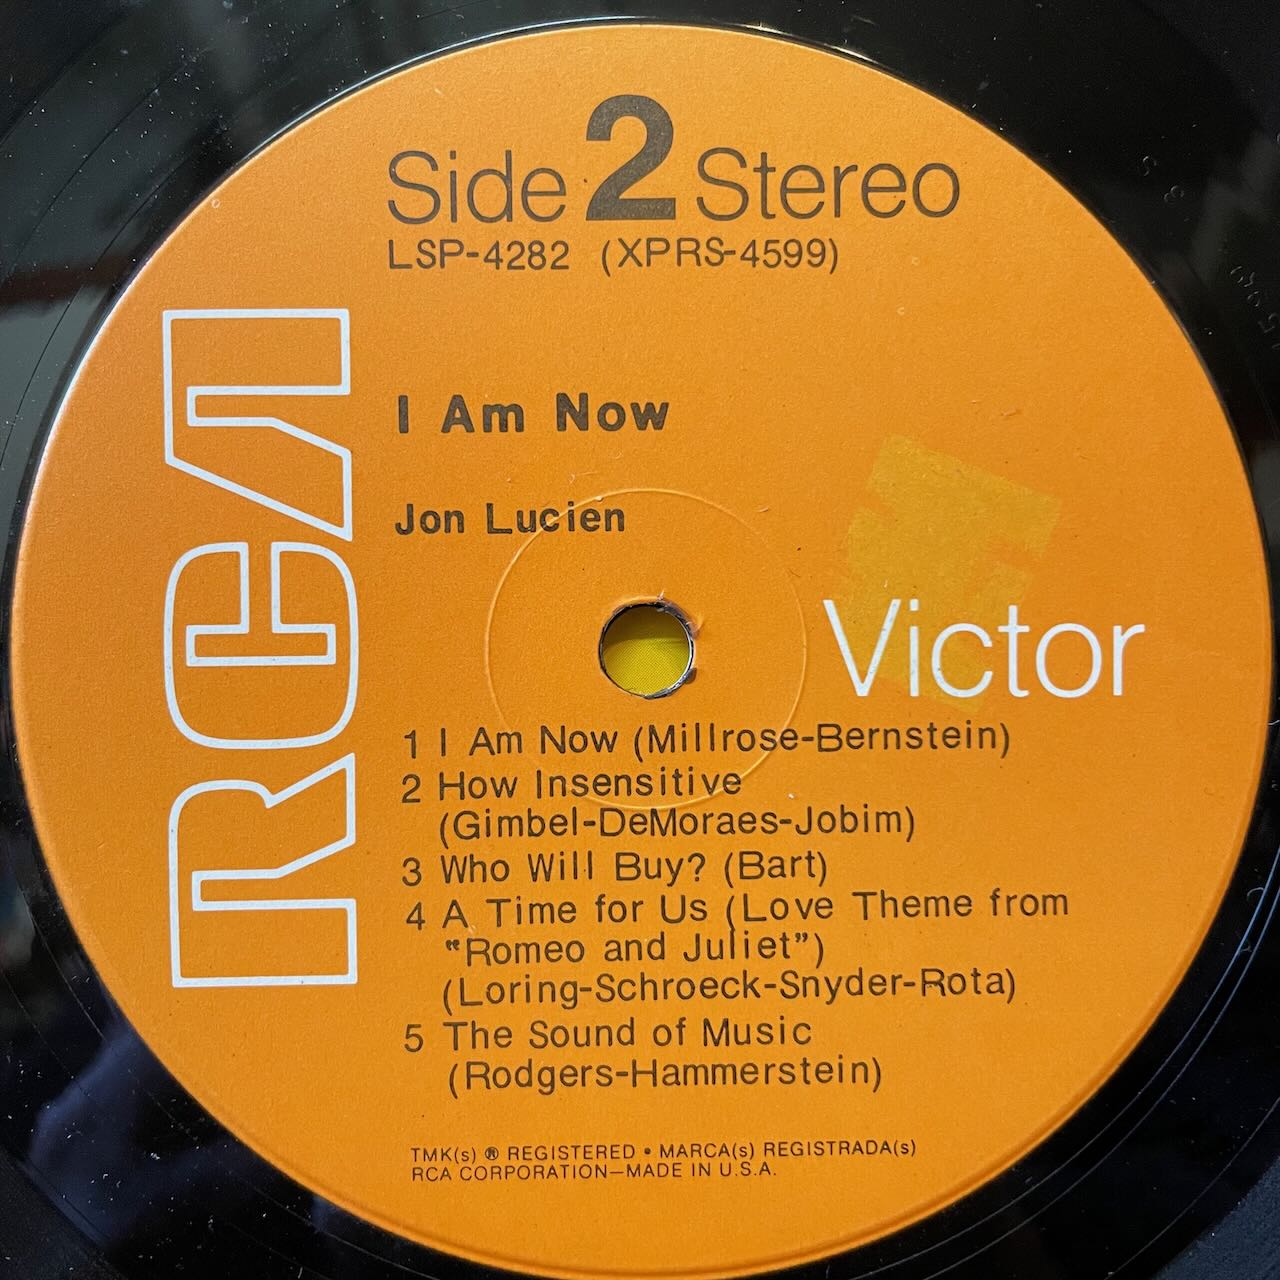 Side 2 Stereo
LSP-4282 (XPRS-4599)
RCA
I Am Now
Jon Lucien
Victor
1 I Am Now (Millrose-Bernstein)
2 How Insensitive
(Gimbel-DeMoraes-Jobim)
3 Who Will Buy? (Bart)
4 A Time for Us (Love Theme from
"Romeo and Juliet")
(Loring-Schroeck-Snyder-Rota)
5 The Sound of Music
(Rodgers-Hammerstein)
TMK(s) ® REGISTERED • MARCA(s) REGISTRADA(s)
RCA CORPORATION—MADE IN U.S.A.